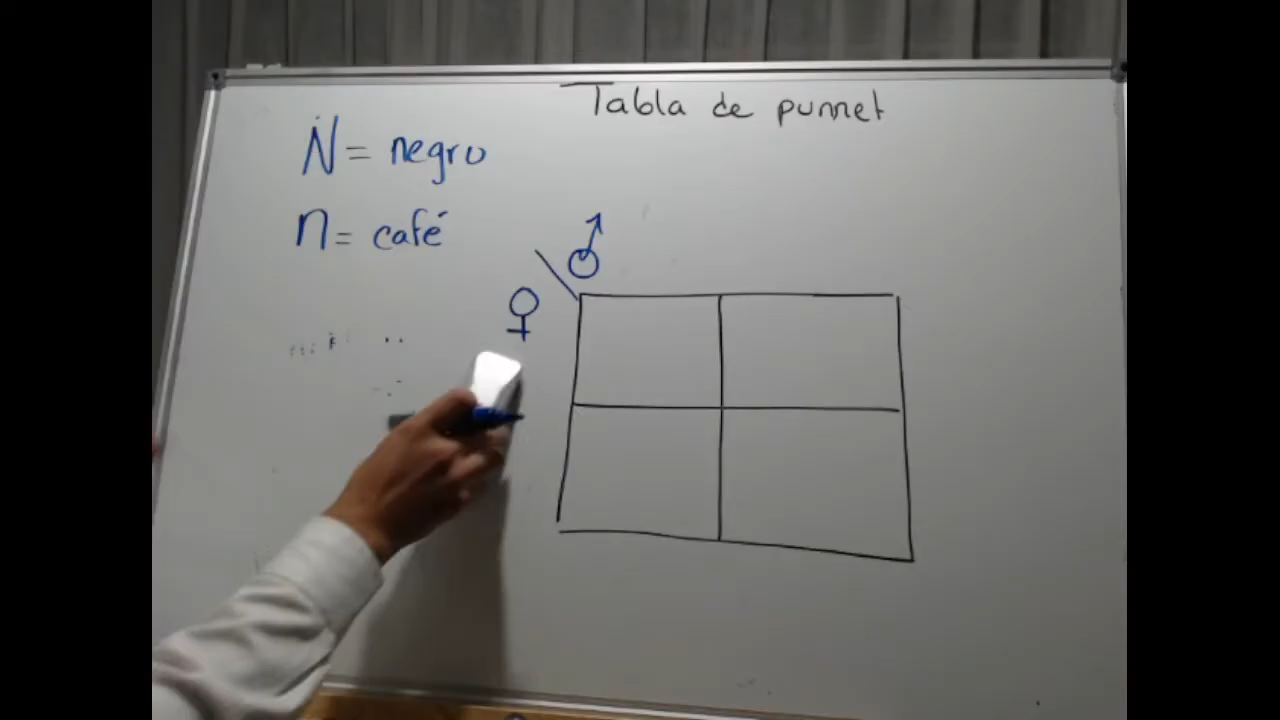 Tabla de punnet
N = negro
n = café
♂
♀